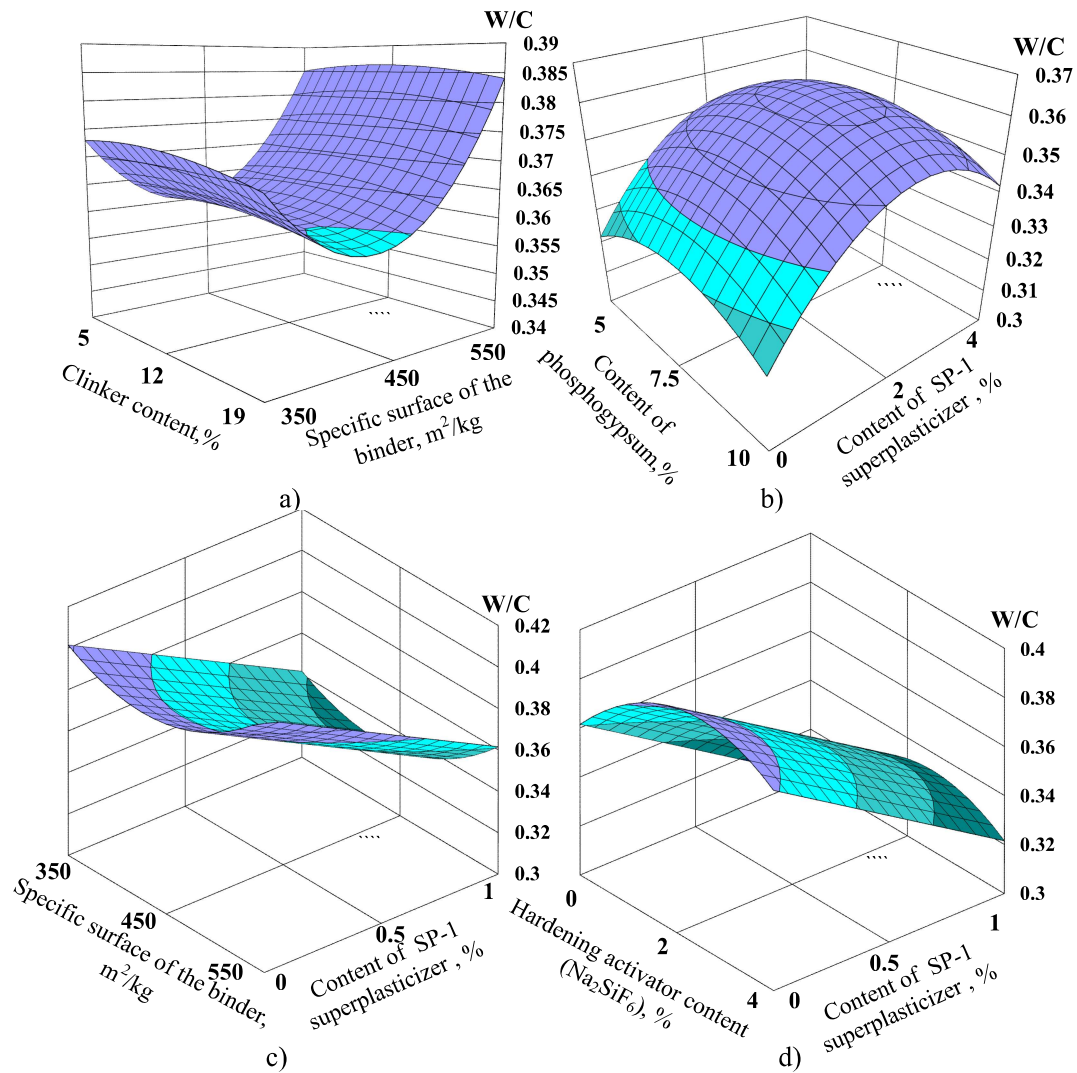 W/C
0.39
0.385
0.38
0.375
0.37
0.365
0.36
0.355
0.35
0.345
0.34
5
12
19
Clinker content,%
350
450
550
Specific surface of the
binder, m²/kg
a)
W/C
0.37
0.36
0.35
0.34
0.33
0.32
0.31
0.3
5
7.5
10
Content of
phosphogypsum,%
0
2
4
Content of SP-1
superplasticizer , %
b)
W/C
0.42
0.4
0.38
0.36
0.34
0.32
0.3
350
450
550
Specific surface of the binder,
m²/kg
0
0.5
1
Content of SP-1
superplasticizer , %
c)
W/C
0.4
0.38
0.36
0.34
0.32
0.3
0
2
4
Hardening activator content
(Na₂SiF₆), %
0
0.5
1
Content of SP-1
superplasticizer , %
d)